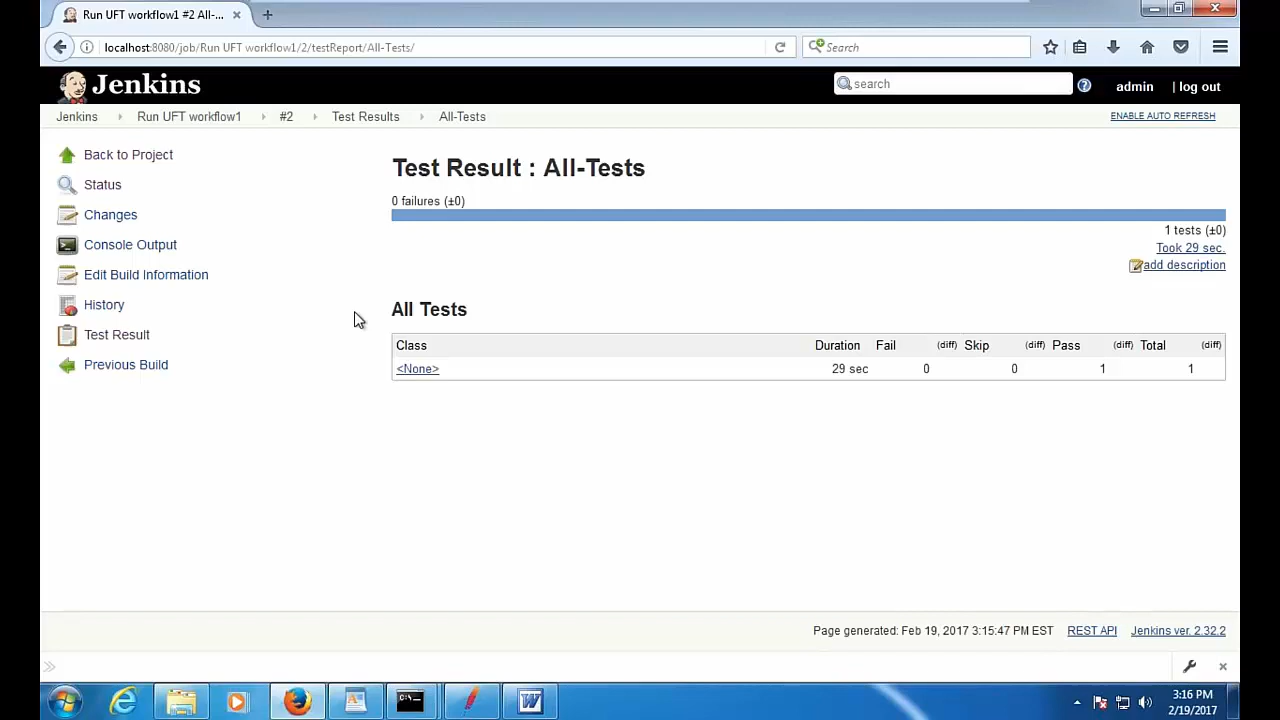 Run UFT workflow1 #2 All-...
localhost:8080/job/Run UFT workflow1/2/testReport/All-Tests/
Search
Jenkins
search
admin | log out
Jenkins Run UFT workflow1 #2 Test Results All-Tests
ENABLE AUTO REFRESH
Back to Project
Status
Changes
Console Output
Edit Build Information
History
Test Result
Previous Build
Test Result : All-Tests
0 failures (±0)
1 tests (±0)
Took 29 sec.
add description
All Tests
Class Duration Fail (diff) Skip (diff) Pass (diff) Total (diff)
<None> 29 sec 0 0 1 1
Page generated: Feb 19, 2017 3:15:47 PM EST REST API Jenkins ver. 2.32.2
3:16 PM
2/19/2017